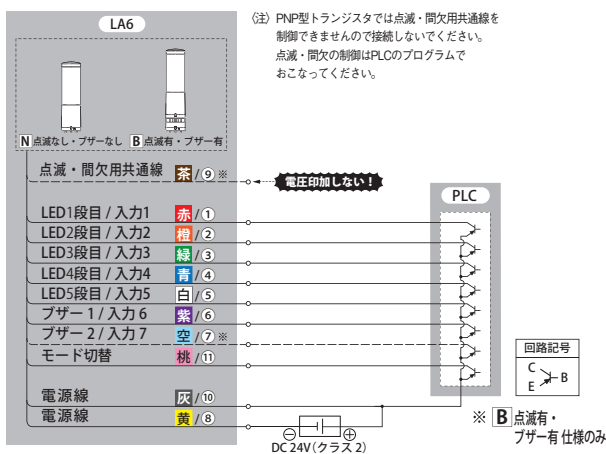 LA6
〈注〉 PNP型トランジスタでは点滅・間欠用共通線を
制御できませんので接続しないでください。
点滅・間欠の制御はPLCのプログラムで
おこなってください。
N 点滅なし・ブザーなし B 点滅有・ブザー有
点滅・間欠用共通線 茶 / ⑨ ※
電圧印加しない！
PLC
LED1段目 / 入力1 赤 / ①
LED2段目 / 入力2 橙 / ②
LED3段目 / 入力3 緑 / ③
LED4段目 / 入力4 青 / ④
LED5段目 / 入力5 白 / ⑤
ブザー 1 / 入力 6 紫 / ⑥
ブザー 2 / 入力 7 空 / ⑦ ※
モード切替 桃 / ⑪
電源線 灰 / ⑩
電源線 黄 / ⑧
⊖ ⊕
DC 24V（クラス 2）
回路記号
C
B
E
※ B 点滅有・
ブザー有 仕様のみ